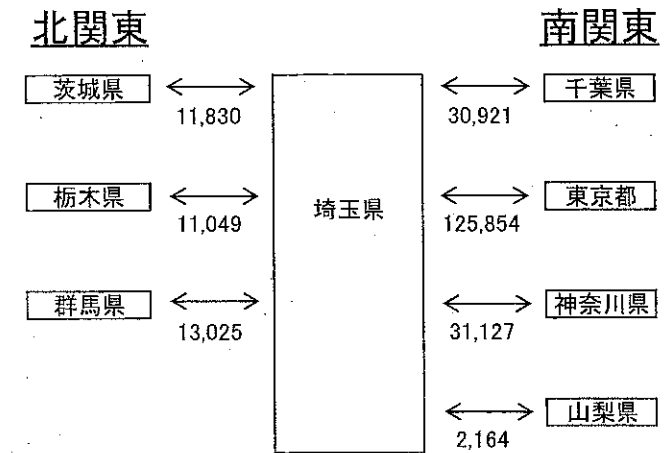 北関東
南関東
茨城県
11,830
千葉県
30,921
栃木県
11,049
埼玉県
東京都
125,854
群馬県
13,025
神奈川県
31,127
山梨県
2,164